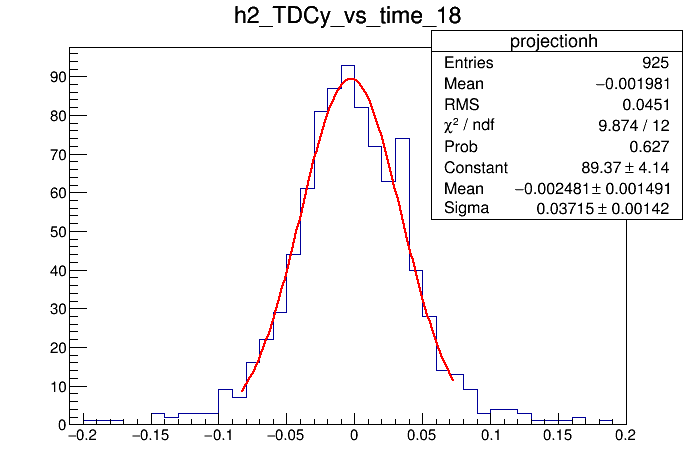 h2_TDCy_vs_time_18
projectionh
Entries 925
Mean −0.001981
RMS 0.0451
χ² / ndf 9.874 / 12
Prob 0.627
Constant 89.37 ± 4.14
Mean −0.002481 ± 0.001491
Sigma 0.03715 ± 0.00142
90
80
70
60
50
40
30
20
10
0
−0.2 −0.15 −0.1 −0.05 0 0.05 0.1 0.15 0.2